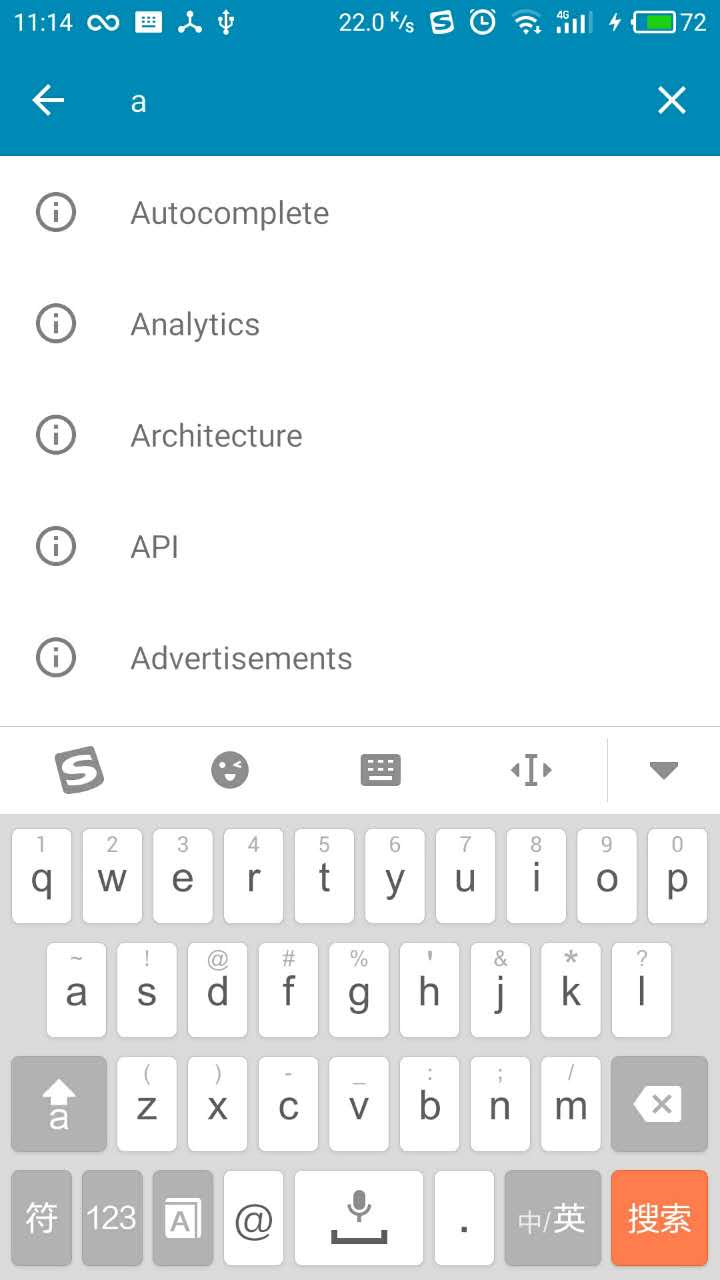 11:14 22.0 K/s 4G 72
a
Autocomplete
Analytics
Architecture
API
Advertisements
1 2 3 4 5 6 7 8 9 0
q w e r t y u i o p
~ ! @ # % ' & * ?
a s d f g h j k l
( ) - _ : ; /
a z x c v b n m
符 123 A @ . 中/英 搜索